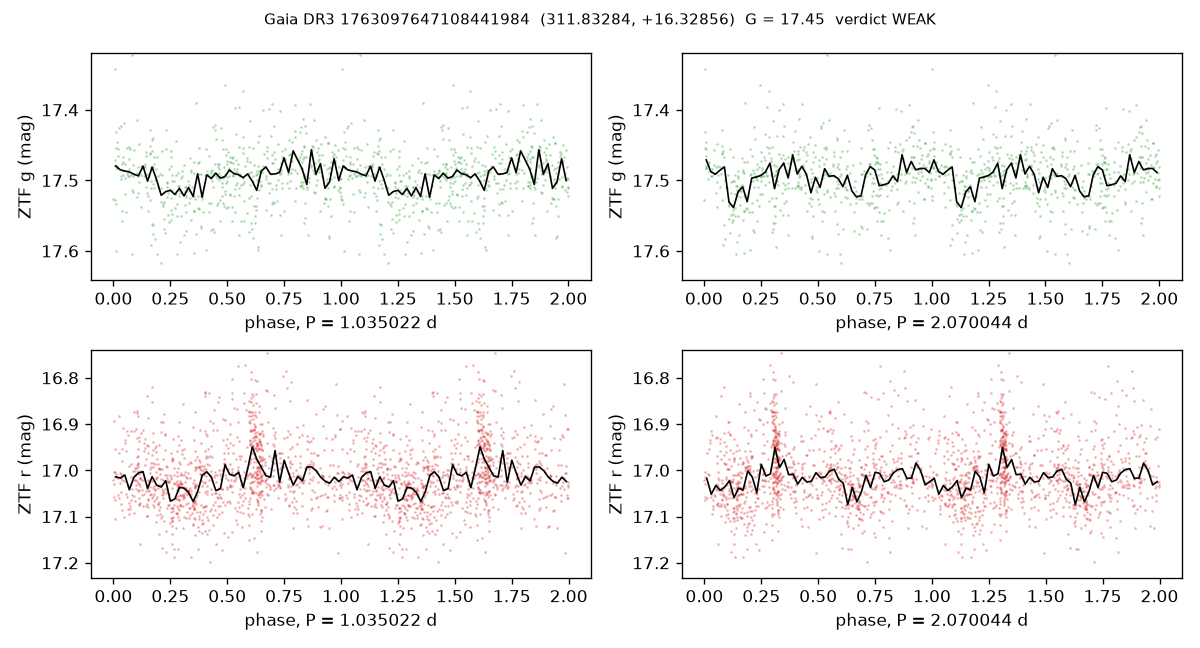 Gaia DR3 1763097647108441984  (311.83284, +16.32856)  G = 17.45  verdict WEAK
ZTF g (mag)
17.4
17.5
17.6
0.00 0.25 0.50 0.75 1.00 1.25 1.50 1.75 2.00
phase, P = 1.035022 d
ZTF g (mag)
17.4
17.5
17.6
0.00 0.25 0.50 0.75 1.00 1.25 1.50 1.75 2.00
phase, P = 2.070044 d
ZTF r (mag)
16.8
16.9
17.0
17.1
17.2
0.00 0.25 0.50 0.75 1.00 1.25 1.50 1.75 2.00
phase, P = 1.035022 d
ZTF r (mag)
16.8
16.9
17.0
17.1
17.2
0.00 0.25 0.50 0.75 1.00 1.25 1.50 1.75 2.00
phase, P = 2.070044 d